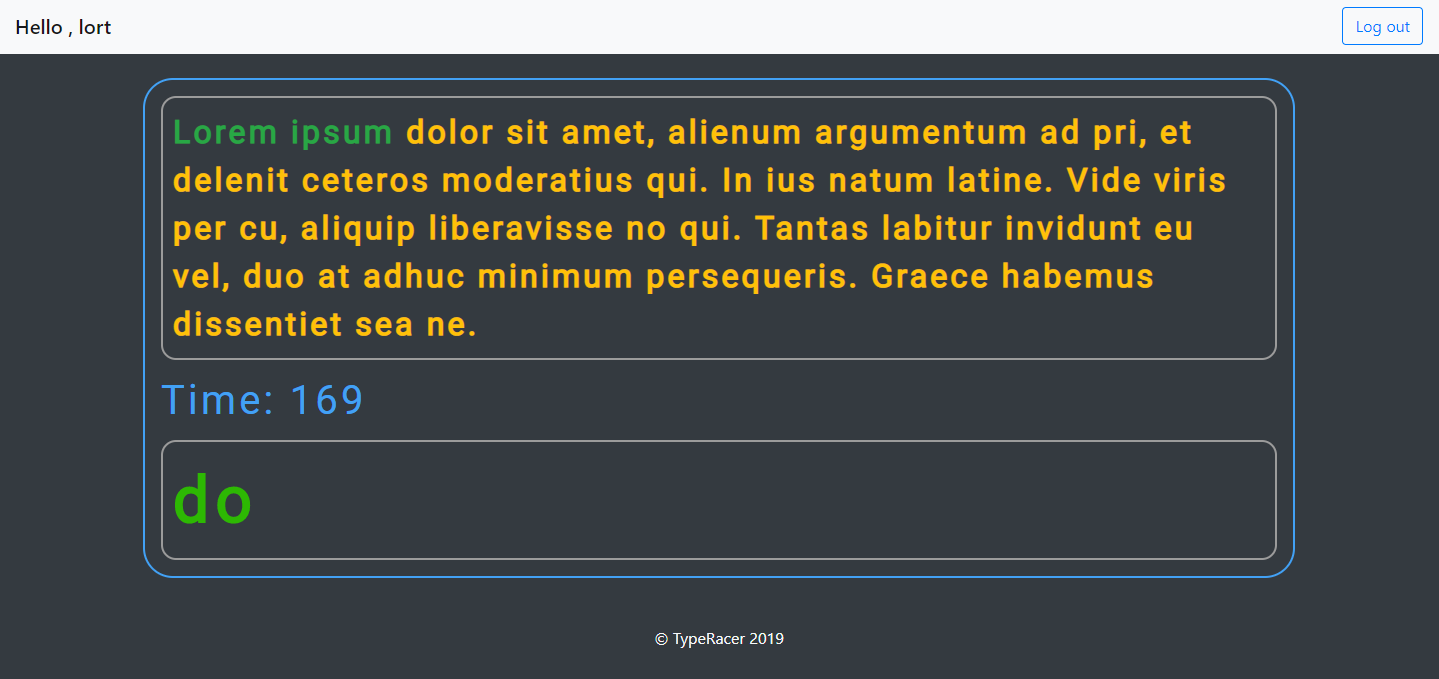 Hello , lort
Log out
Lorem ipsum dolor sit amet, alienum argumentum ad pri, et
delenit ceteros moderatius qui. In ius natum latine. Vide viris
per cu, aliquip liberavisse no qui. Tantas labitur invidunt eu
vel, duo at adhuc minimum persequeris. Graece habemus
dissentiet sea ne.
Time: 169
do
© TypeRacer 2019